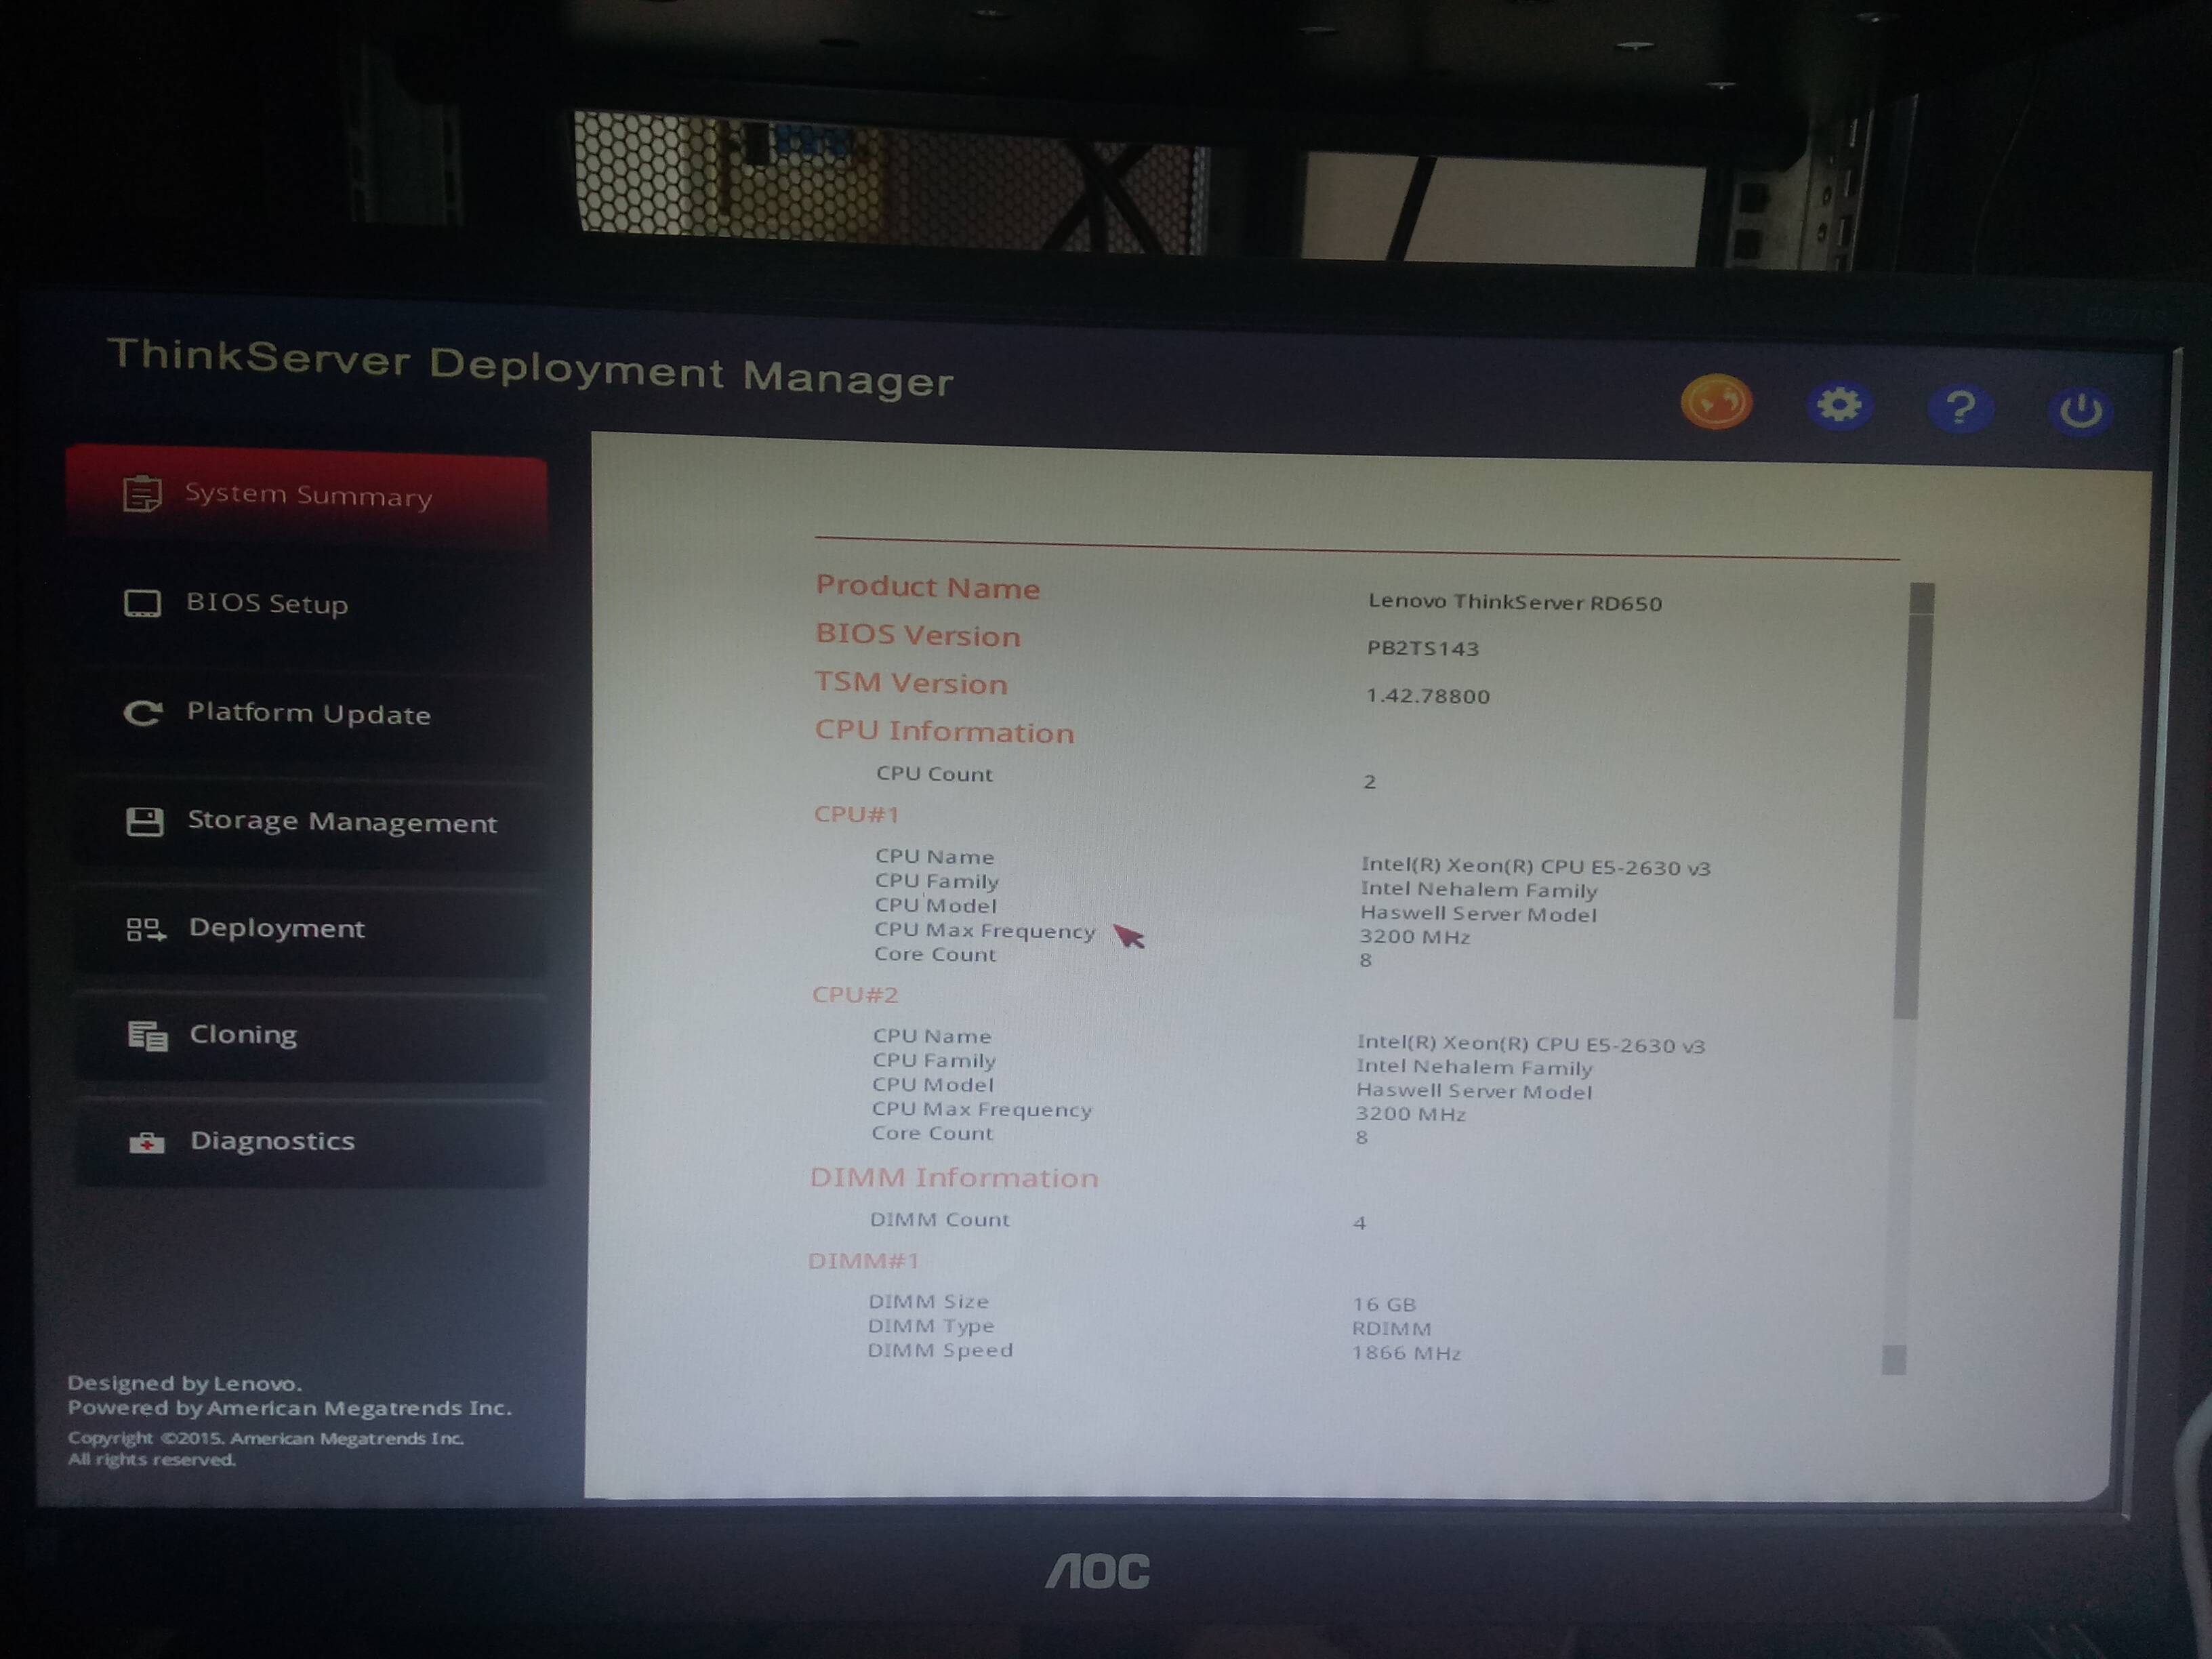 ThinkServer Deployment Manager
System Summary
BIOS Setup
Platform Update
Storage Management
Deployment
Cloning
Diagnostics
Designed by Lenovo.
Powered by American Megatrends Inc.
Copyright ©2015. American Megatrends Inc.
All rights reserved.
Product Name Lenovo ThinkServer RD650
BIOS Version PB2TS143
TSM Version 1.42.78800
CPU Information
CPU Count 2
CPU#1
CPU Name Intel(R) Xeon(R) CPU E5-2630 v3
CPU Family Intel Nehalem Family
CPU Model Haswell Server Model
CPU Max Frequency 3200 MHz
Core Count 8
CPU#2
CPU Name Intel(R) Xeon(R) CPU E5-2630 v3
CPU Family Intel Nehalem Family
CPU Model Haswell Server Model
CPU Max Frequency 3200 MHz
Core Count 8
DIMM Information
DIMM Count 4
DIMM#1
DIMM Size 16 GB
DIMM Type RDIMM
DIMM Speed 1866 MHz
AOC